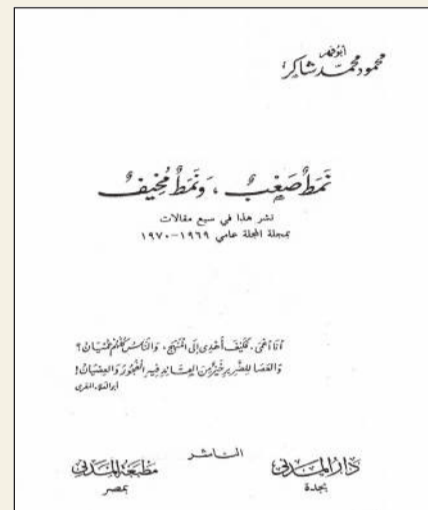 أبو فهر
محمود محمد شاكر
نمط صعب ، ونمط مخيف
نشر هذا في سبع مقالات
بمجلة المجلة عامي ١٩٦٩-١٩٧٠
أنا أعمى، فكيف أهدى إلى المنهج، والناس كلهم عميان؟
والعصا للضرير خير من القائد فيه الفجور والعصيان!
أبو العلاء المعري
الناشر
دار المدني
بجدة
مطبعة المدني
بمصر